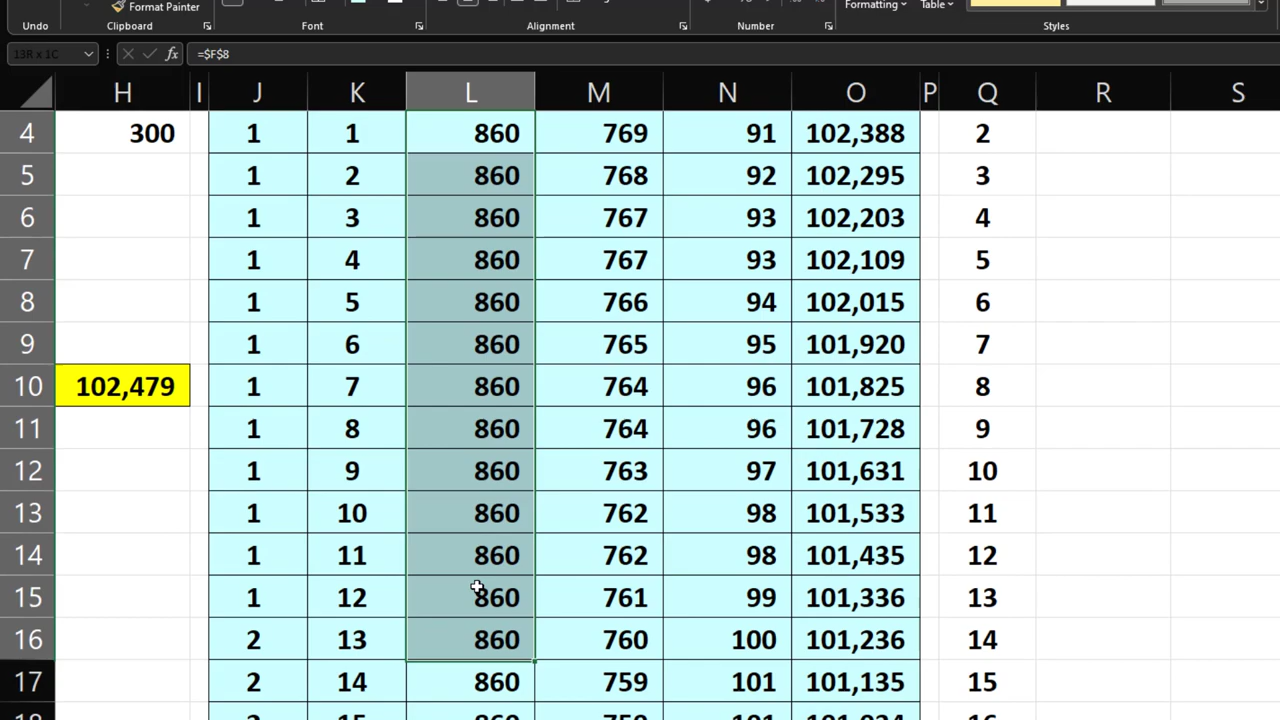 Format Painter
Formatting
Table
Undo
Clipboard
Font
Alignment
Number
Styles
13R x 1C
fx
=$F$8
H I J K L M N O P Q R S
4 300 1 1 860 769 91 102,388 2
5 1 2 860 768 92 102,295 3
6 1 3 860 767 93 102,203 4
7 1 4 860 767 93 102,109 5
8 1 5 860 766 94 102,015 6
9 1 6 860 765 95 101,920 7
10 102,479 1 7 860 764 96 101,825 8
11 1 8 860 764 96 101,728 9
12 1 9 860 763 97 101,631 10
13 1 10 860 762 98 101,533 11
14 1 11 860 762 98 101,435 12
15 1 12 860 761 99 101,336 13
16 2 13 860 760 100 101,236 14
17 2 14 860 759 101 101,135 15